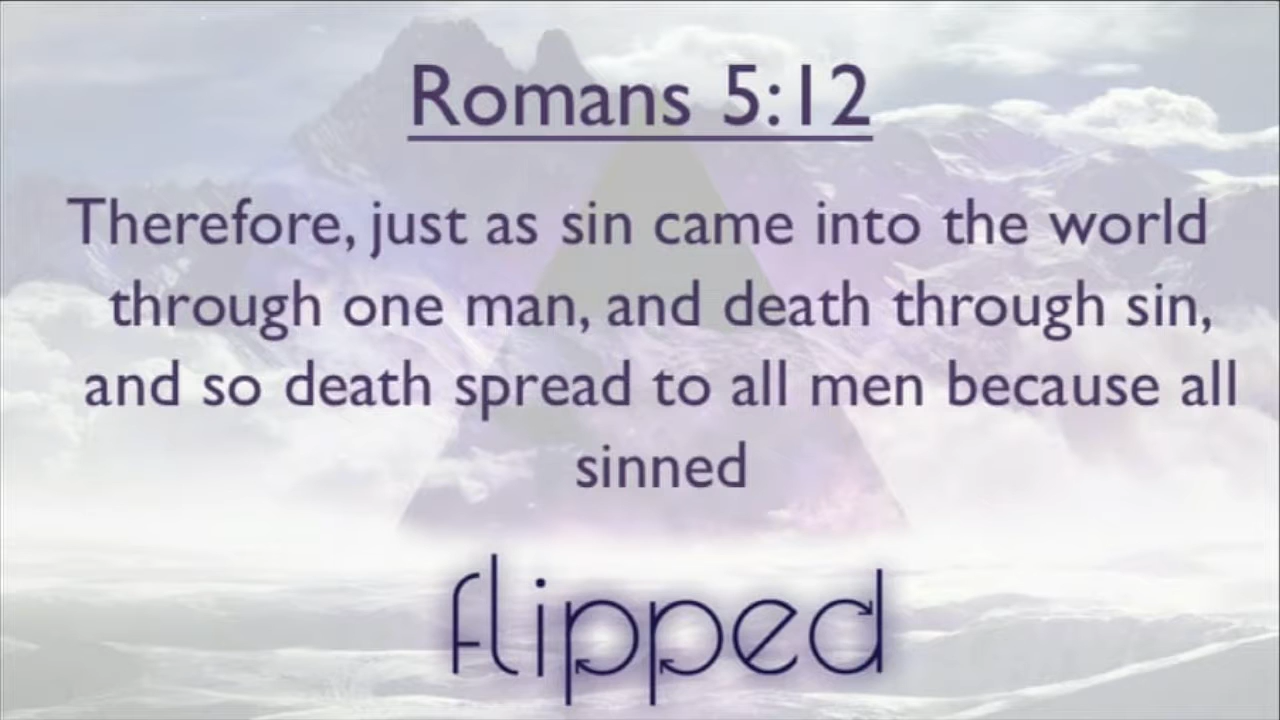 Romans 5:12
Therefore, just as sin came into the world
through one man, and death through sin,
and so death spread to all men because all
sinned
flipped